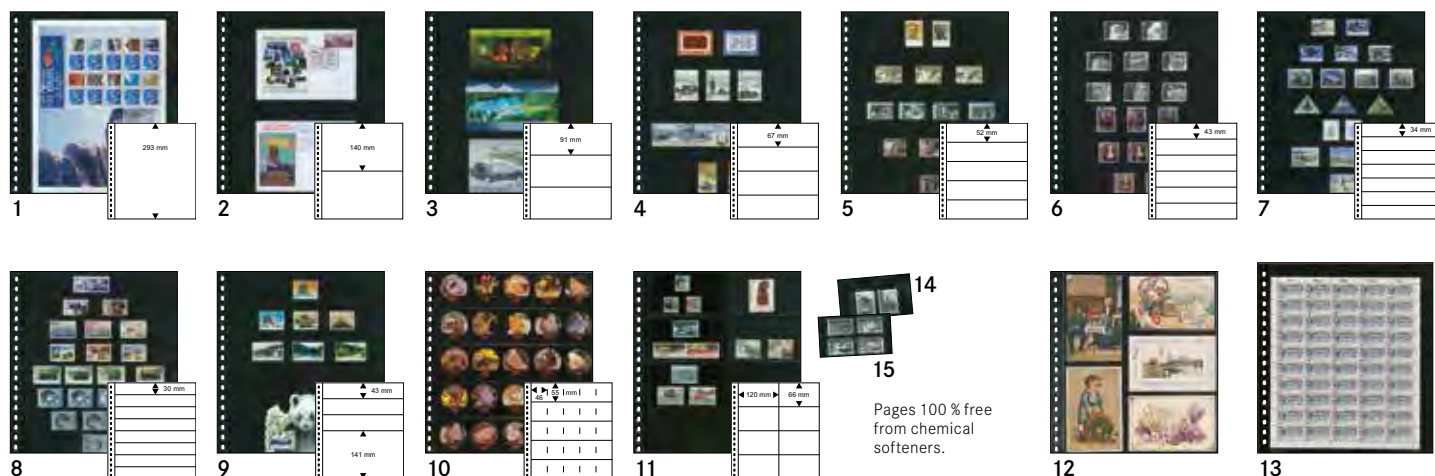 293 mm
1
140 mm
2
91 mm
3
67 mm
4
52 mm
5
43 mm
6
34 mm
7
30 mm
8
43 mm
141 mm
9
46
55 mm
10
120 mm
66 mm
11
14
15
Pages 100 % free
from chemical
softeners.
12
13